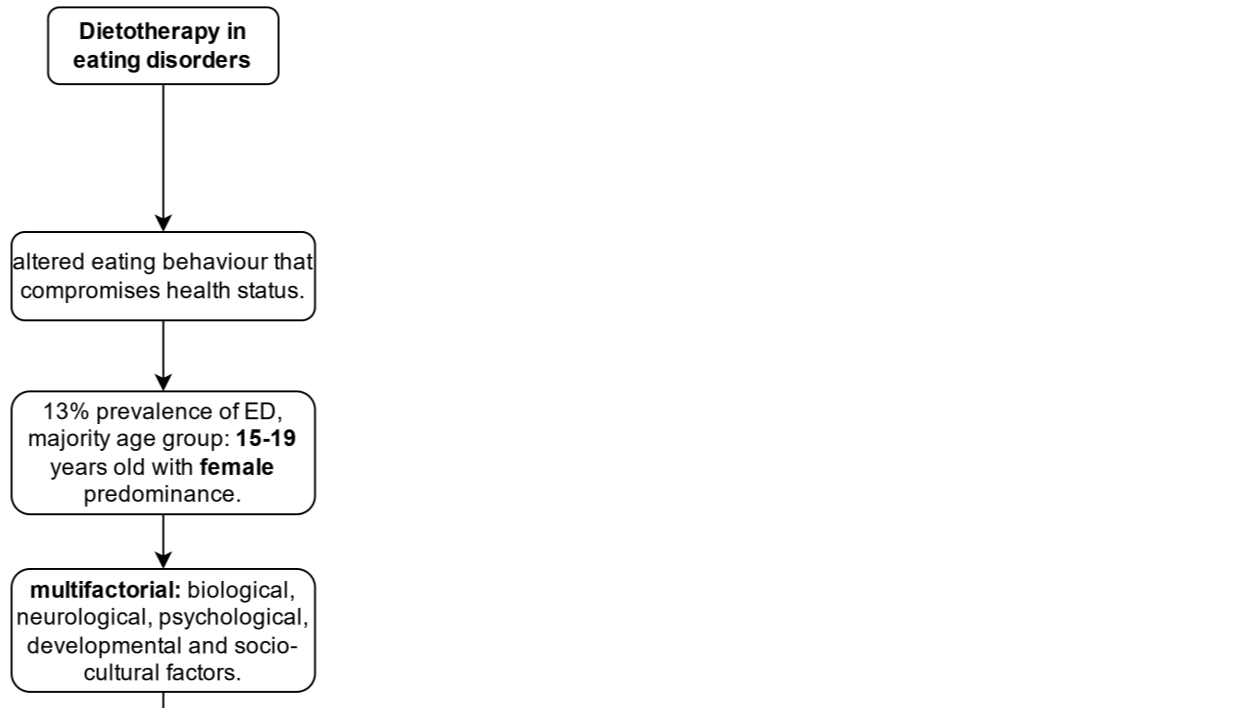 Dietotherapy in
eating disorders
altered eating behaviour that
compromises health status.
13% prevalence of ED,
majority age group: 15-19
years old with female
predominance.
multifactorial: biological,
neurological, psychological,
developmental and socio-
cultural factors.